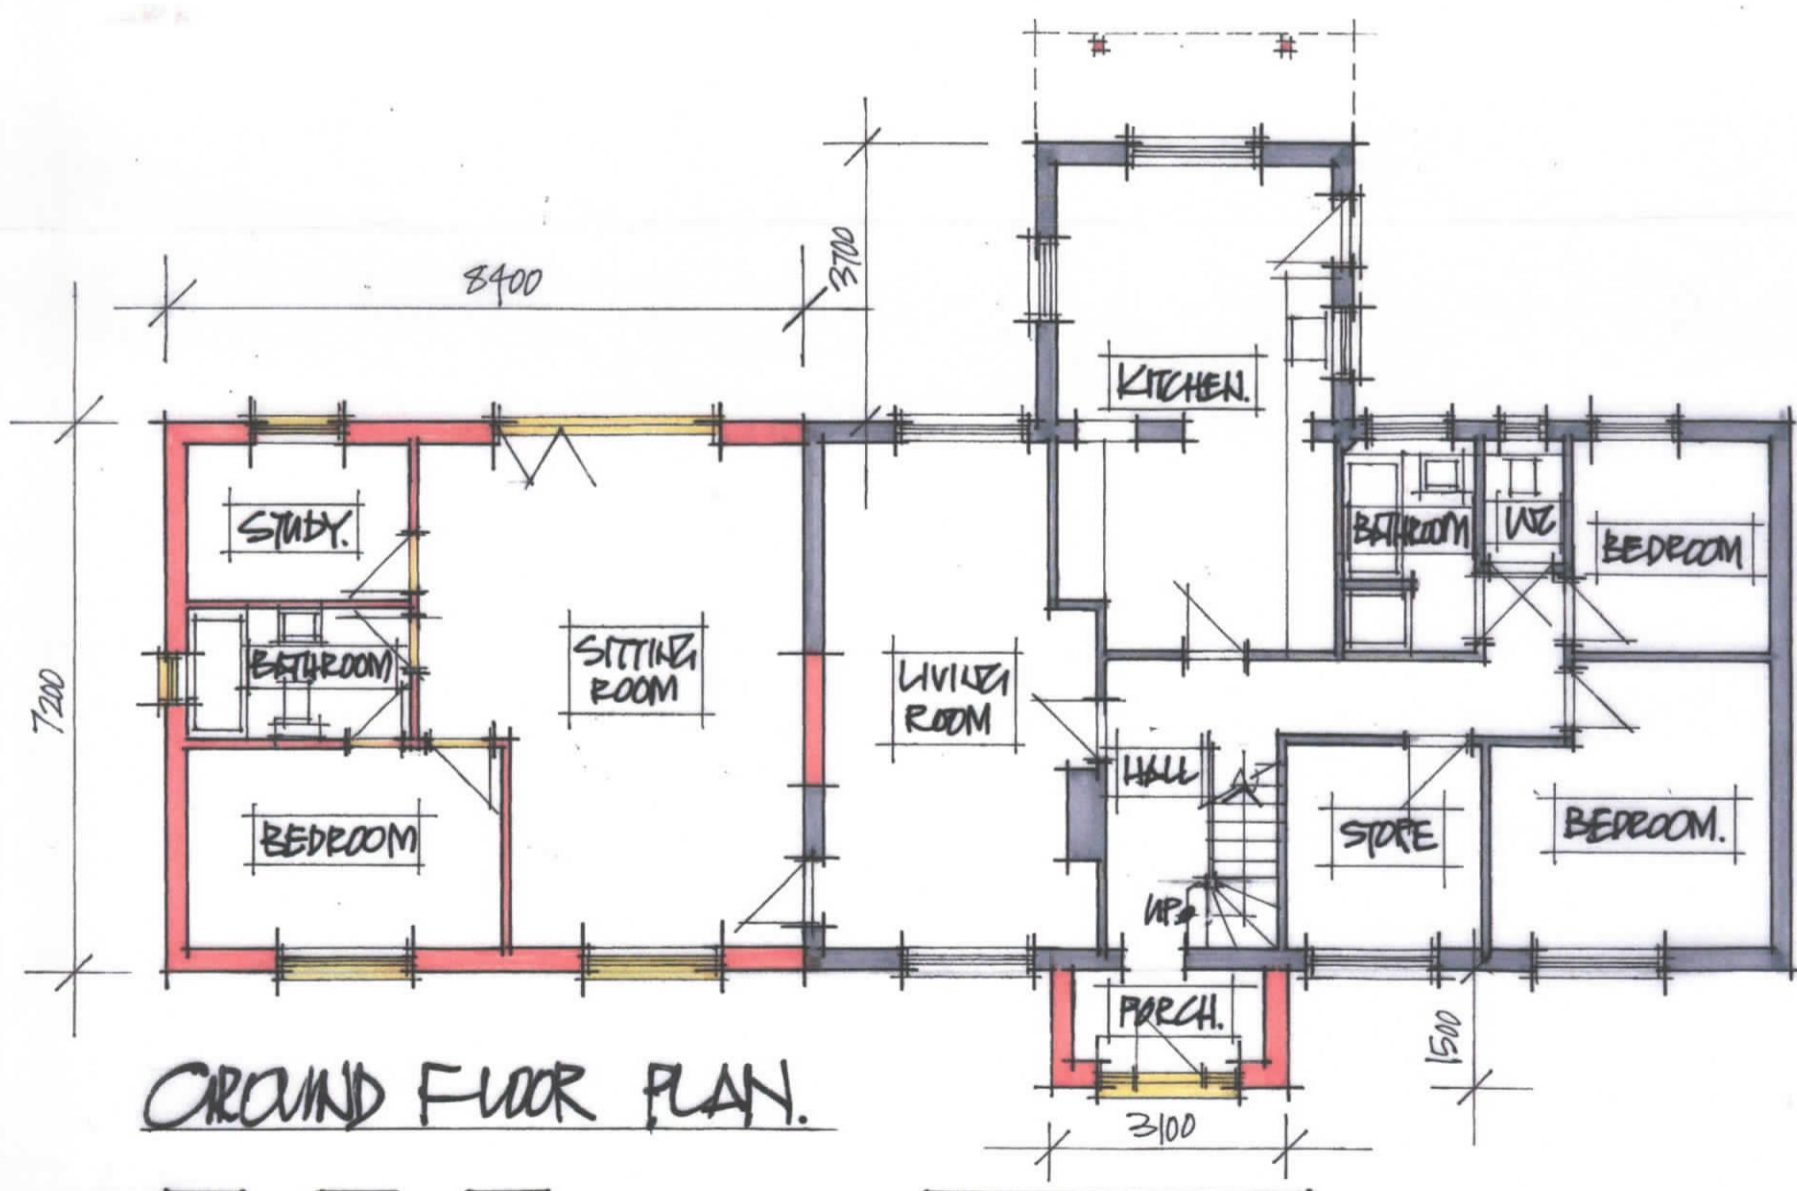 8400
3700
KITCHEN.
STUDY.
BATHROOM
WC
BEDROOM
SITTING
ROOM
BATHROOM
LIVING
ROOM
7200
HALL
BEDROOM
STORE
BEDROOM.
UP.
PORCH.
1500
GROUND FLOOR PLAN.
3100